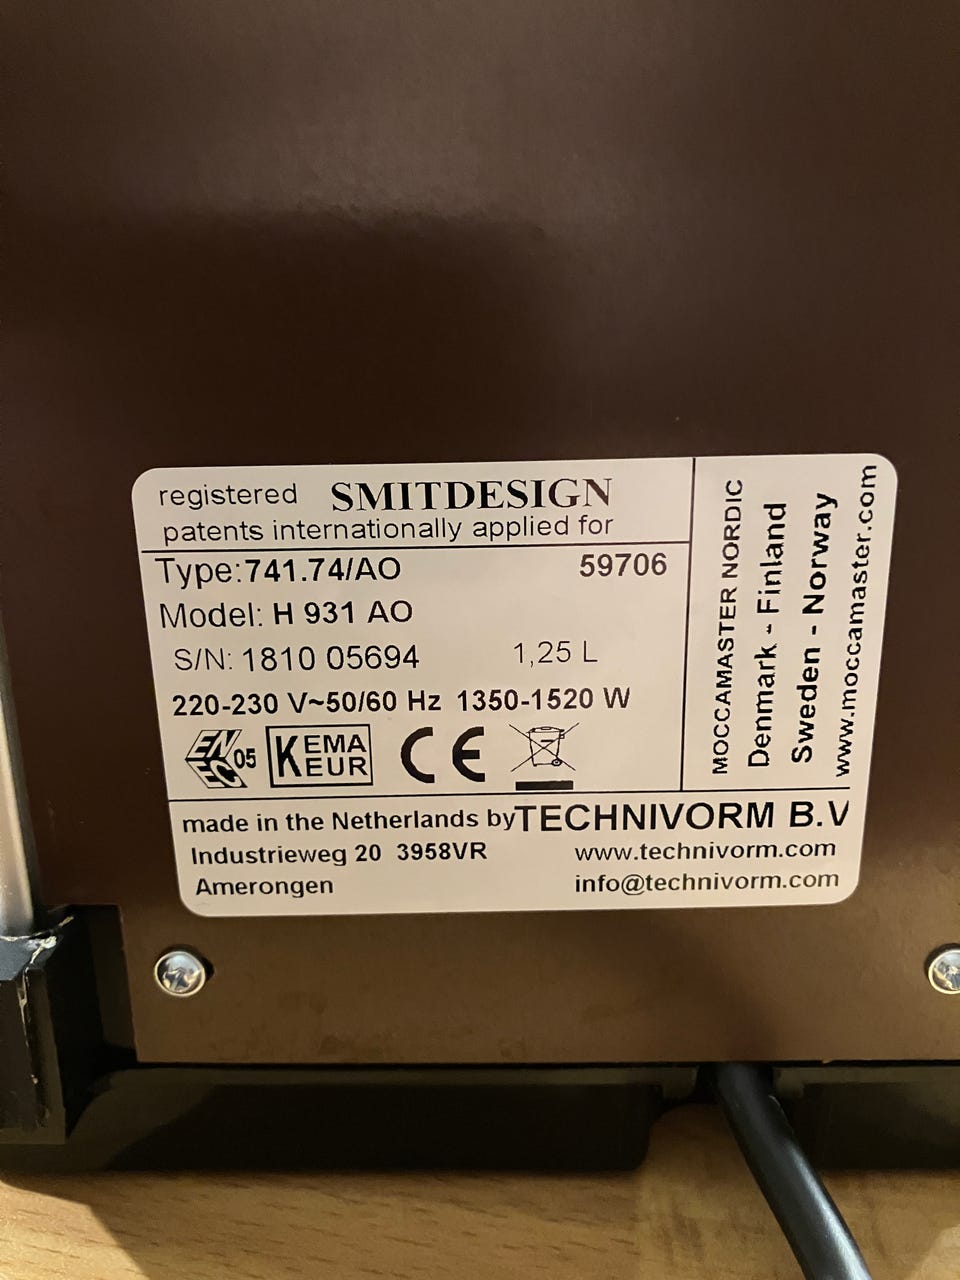 registered SMITDESIGN
patents internationally applied for
Type:741.74/AO 59706
Model: H 931 AO
S/N: 1810 05694 1,25 L
220-230 V~50/60 Hz 1350-1520 W
EN
EC 05
KEMA
KEUR
CE
made in the Netherlands by TECHNIVORM B.V
Industrieweg 20 3958VR www.technivorm.com
Amerongen info@technivorm.com
MOCCAMASTER NORDIC
Denmark - Finland
Sweden - Norway
www.moccamaster.com